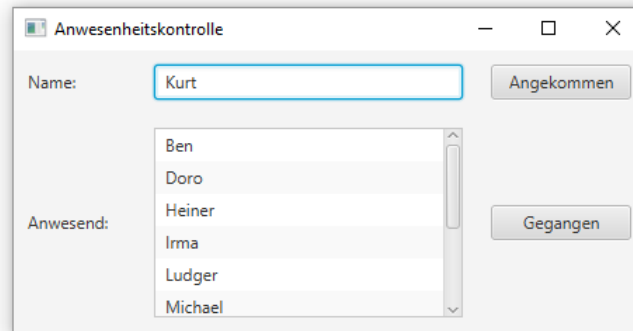 Anwesenheitskontrolle
Name: Kurt Angekommen
Ben
Doro
Heiner
Anwesend: Gegangen
Irma
Ludger
Michael